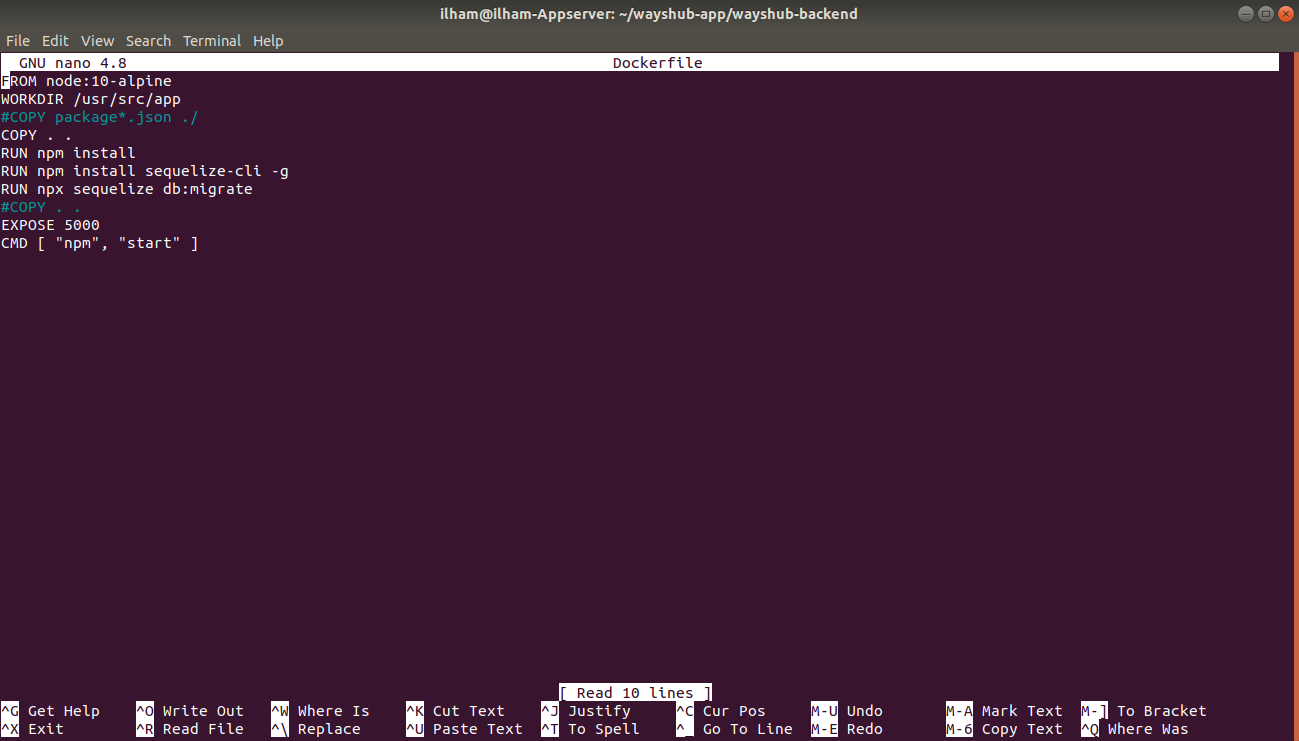 ilham@ilham-Appserver: ~/wayshub-app/wayshub-backend
File Edit View Search Terminal Help
GNU nano 4.8 Dockerfile
FROM node:10-alpine
WORKDIR /usr/src/app
#COPY package*.json ./
COPY . .
RUN npm install
RUN npm install sequelize-cli -g
RUN npx sequelize db:migrate
#COPY . .
EXPOSE 5000
CMD [ "npm", "start" ]
[ Read 10 lines ]
^G Get Help ^O Write Out ^W Where Is ^K Cut Text ^J Justify ^C Cur Pos M-U Undo M-A Mark Text M-] To Bracket
^X Exit ^R Read File ^\ Replace ^U Paste Text ^T To Spell ^_ Go To Line M-E Redo M-6 Copy Text ^Q Where Was